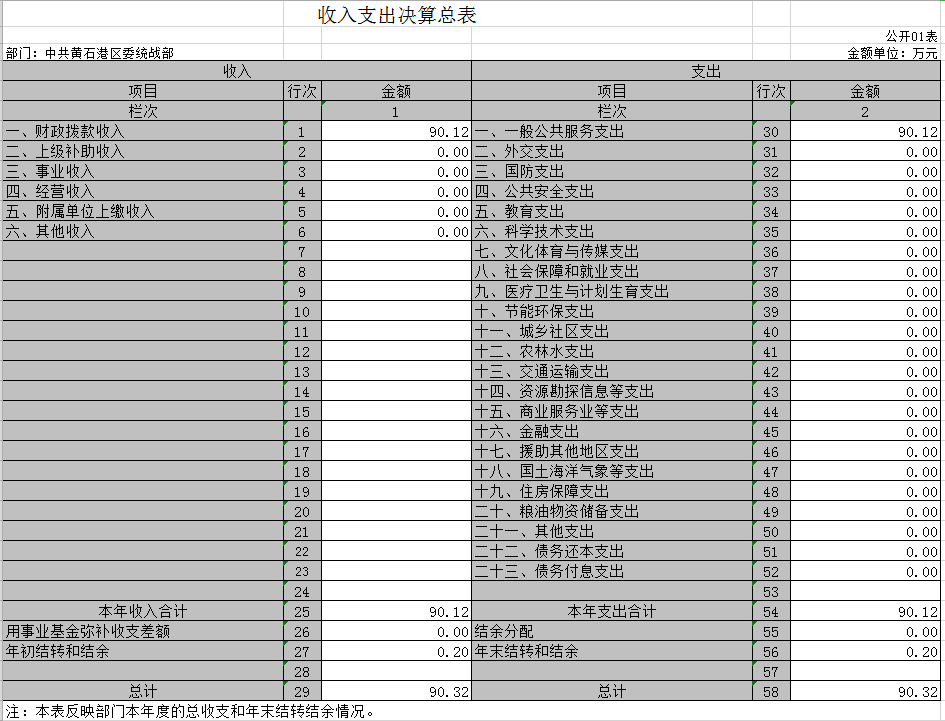 收入支出决算总表
公开01表
部门：中共黄石港区委统战部 金额单位：万元
收入 支出
项目 行次 金额 项目 行次 金额
栏次 1 栏次 2
一、财政拨款收入 1 90.12 一、一般公共服务支出 30 90.12
二、上级补助收入 2 0.00 二、外交支出 31 0.00
三、事业收入 3 0.00 三、国防支出 32 0.00
四、经营收入 4 0.00 四、公共安全支出 33 0.00
五、附属单位上缴收入 5 0.00 五、教育支出 34 0.00
六、其他收入 6 0.00 六、科学技术支出 35 0.00
7 七、文化体育与传媒支出 36 0.00
8 八、社会保障和就业支出 37 0.00
9 九、医疗卫生与计划生育支出 38 0.00
10 十、节能环保支出 39 0.00
11 十一、城乡社区支出 40 0.00
12 十二、农林水支出 41 0.00
13 十三、交通运输支出 42 0.00
14 十四、资源勘探信息等支出 43 0.00
15 十五、商业服务业等支出 44 0.00
16 十六、金融支出 45 0.00
17 十七、援助其他地区支出 46 0.00
18 十八、国土海洋气象等支出 47 0.00
19 十九、住房保障支出 48 0.00
20 二十、粮油物资储备支出 49 0.00
21 二十一、其他支出 50 0.00
22 二十二、债务还本支出 51 0.00
23 二十三、债务付息支出 52 0.00
24 53
本年收入合计 25 90.12 本年支出合计 54 90.12
用事业基金弥补收支差额 26 0.00 结余分配 55 0.00
年初结转和结余 27 0.20 年末结转和结余 56 0.20
28 57
总计 29 90.32 总计 58 90.32
注：本表反映部门本年度的总收支和年末结转结余情况。